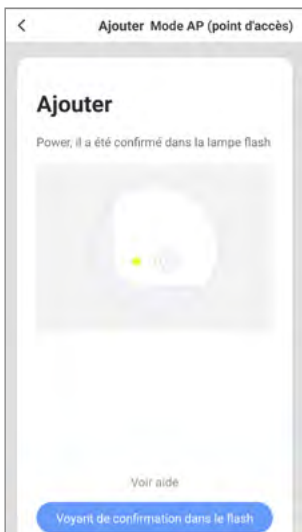 Ajouter Mode AP (point d'accès)
Ajouter
Power, il a été confirmé dans la lampe flash
Voir aide
Voyant de confirmation dans le flash